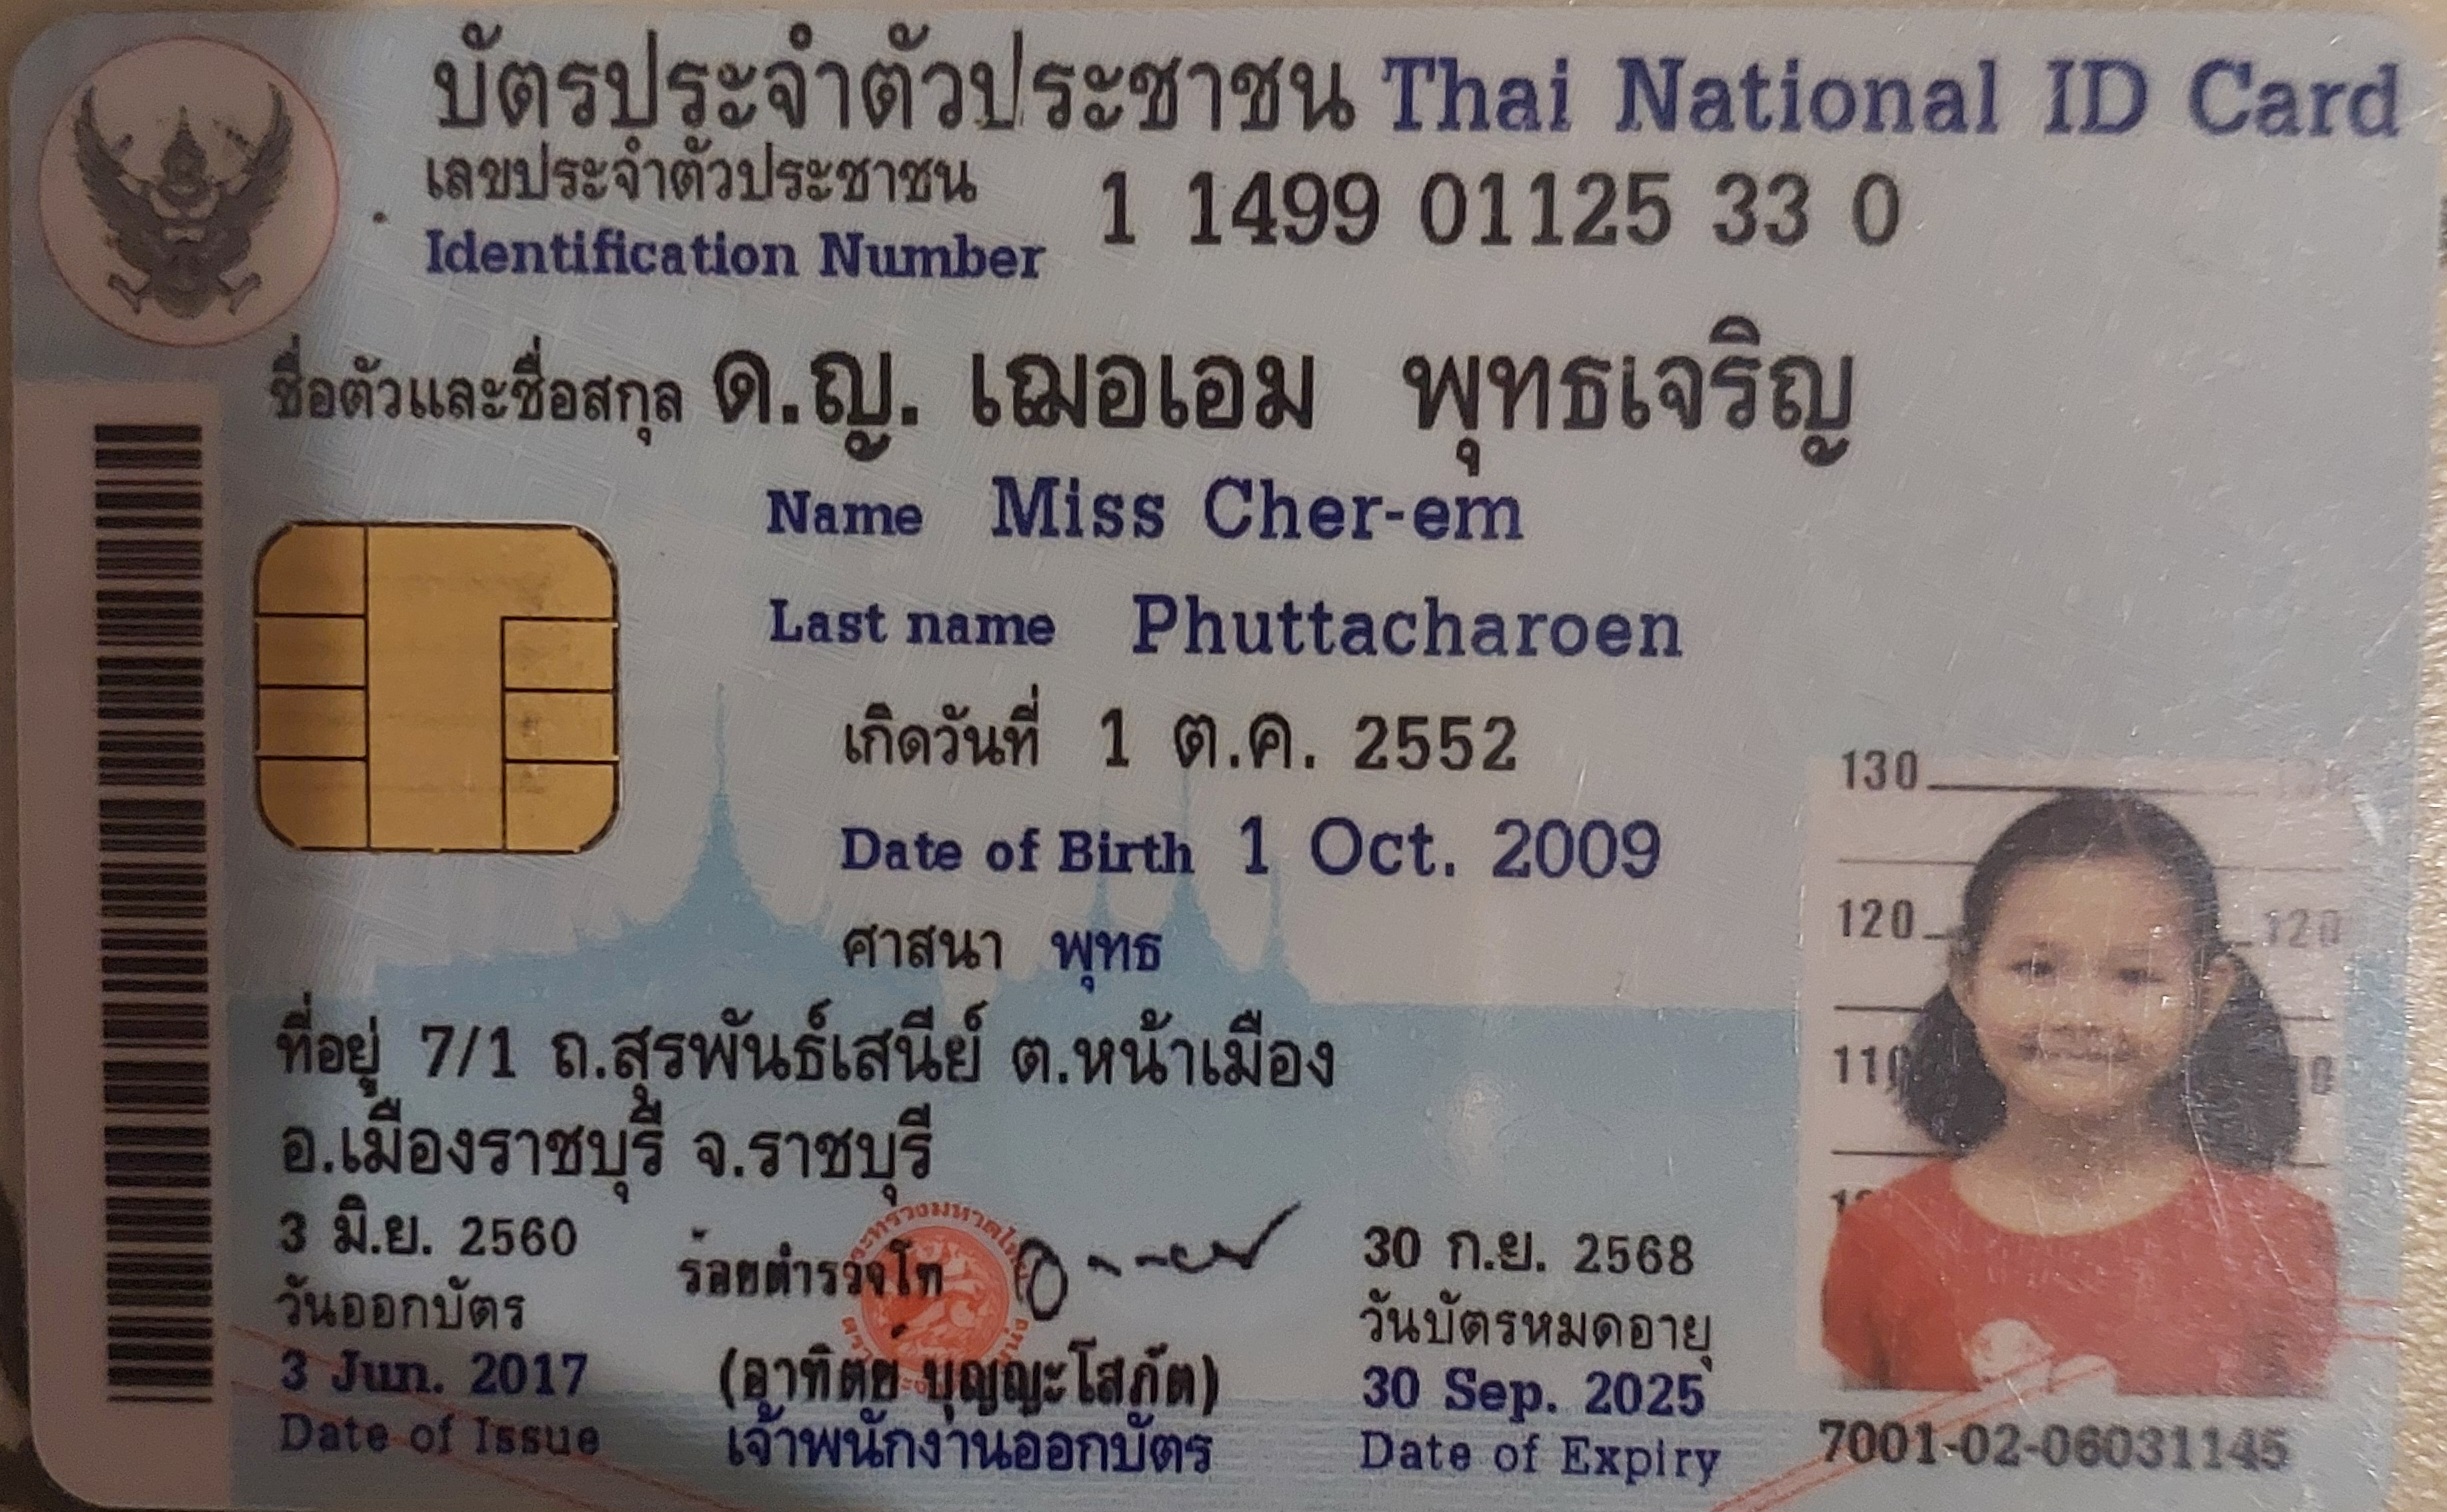 บัตรประจำตัวประชาชน Thai National ID Card
เลขประจำตัวประชาชน
Identification Number 1 1499 01125 33 0
ชื่อตัวและชื่อสกุล ด.ญ. เฌอเอม พุทธเจริญ
Name Miss Cher-em
Last name Phuttacharoen
เกิดวันที่ 1 ต.ค. 2552
Date of Birth 1 Oct. 2009
ศาสนา พุทธ
ที่อยู่ 7/1 ถ.สุรพันธ์เสนีย์ ต.หน้าเมือง
อ.เมืองราชบุรี จ.ราชบุรี
3 มิ.ย. 2560
วันออกบัตร
3 Jun. 2017
Date of Issue
ร้อยตำรวจโท
(อาทิตย์ บุญญะโสภัต)
เจ้าพนักงานออกบัตร
30 ก.ย. 2568
วันบัตรหมดอายุ
30 Sep. 2025
Date of Expiry
130
120 120
110
7001-02-06031145